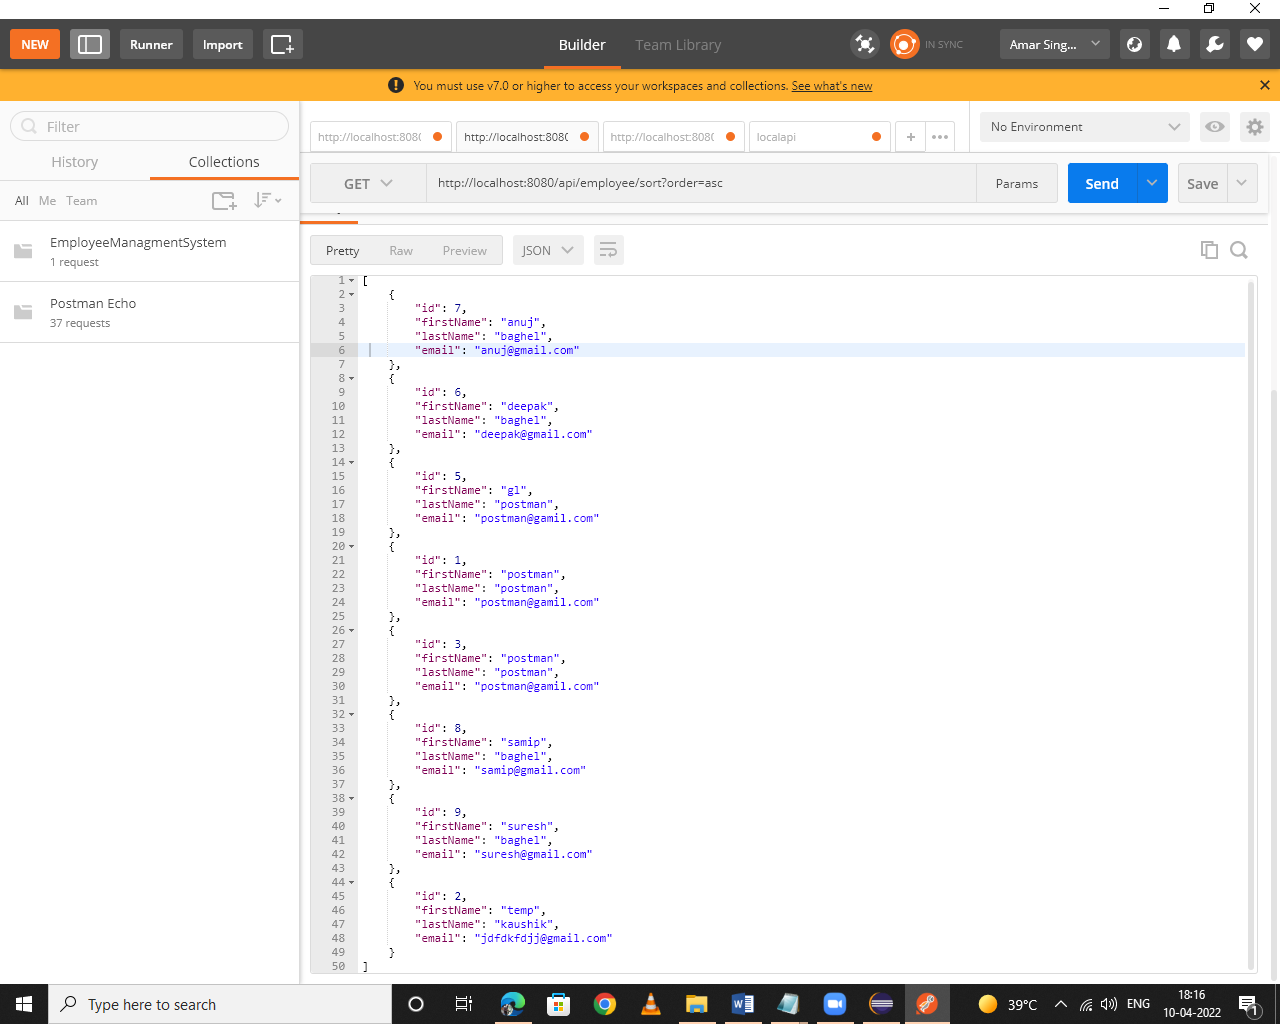 NEW
Runner
Import
Builder
Team Library
IN SYNC
Amar Sing...
You must use v7.0 or higher to access your workspaces and collections. See what's new
Filter
History
Collections
All Me Team
EmployeeManagmentSystem
1 request
Postman Echo
37 requests
http://localhost:8080
http://localhost:8080
http://localhost:8080
localapi
+
•••
No Environment
GET
http://localhost:8080/api/employee/sort?order=asc
Params
Send
Save
Pretty
Raw
Preview
JSON
1 [
2 {
3 "id": 7,
4 "firstName": "anuj",
5 "lastName": "baghel",
6 "email": "anuj@gmail.com"
7 },
8 {
9 "id": 6,
10 "firstName": "deepak",
11 "lastName": "baghel",
12 "email": "deepak@gmail.com"
13 },
14 {
15 "id": 5,
16 "firstName": "gl",
17 "lastName": "postman",
18 "email": "postman@gamil.com"
19 },
20 {
21 "id": 1,
22 "firstName": "postman",
23 "lastName": "postman",
24 "email": "postman@gamil.com"
25 },
26 {
27 "id": 3,
28 "firstName": "postman",
29 "lastName": "postman",
30 "email": "postman@gamil.com"
31 },
32 {
33 "id": 8,
34 "firstName": "samip",
35 "lastName": "baghel",
36 "email": "samip@gmail.com"
37 },
38 {
39 "id": 9,
40 "firstName": "suresh",
41 "lastName": "baghel",
42 "email": "suresh@gmail.com"
43 },
44 {
45 "id": 2,
46 "firstName": "temp",
47 "lastName": "kaushik",
48 "email": "jdfdkfdjj@gmail.com"
49 }
50 ]
Type here to search
39°C
ENG
18:16
10-04-2022
1